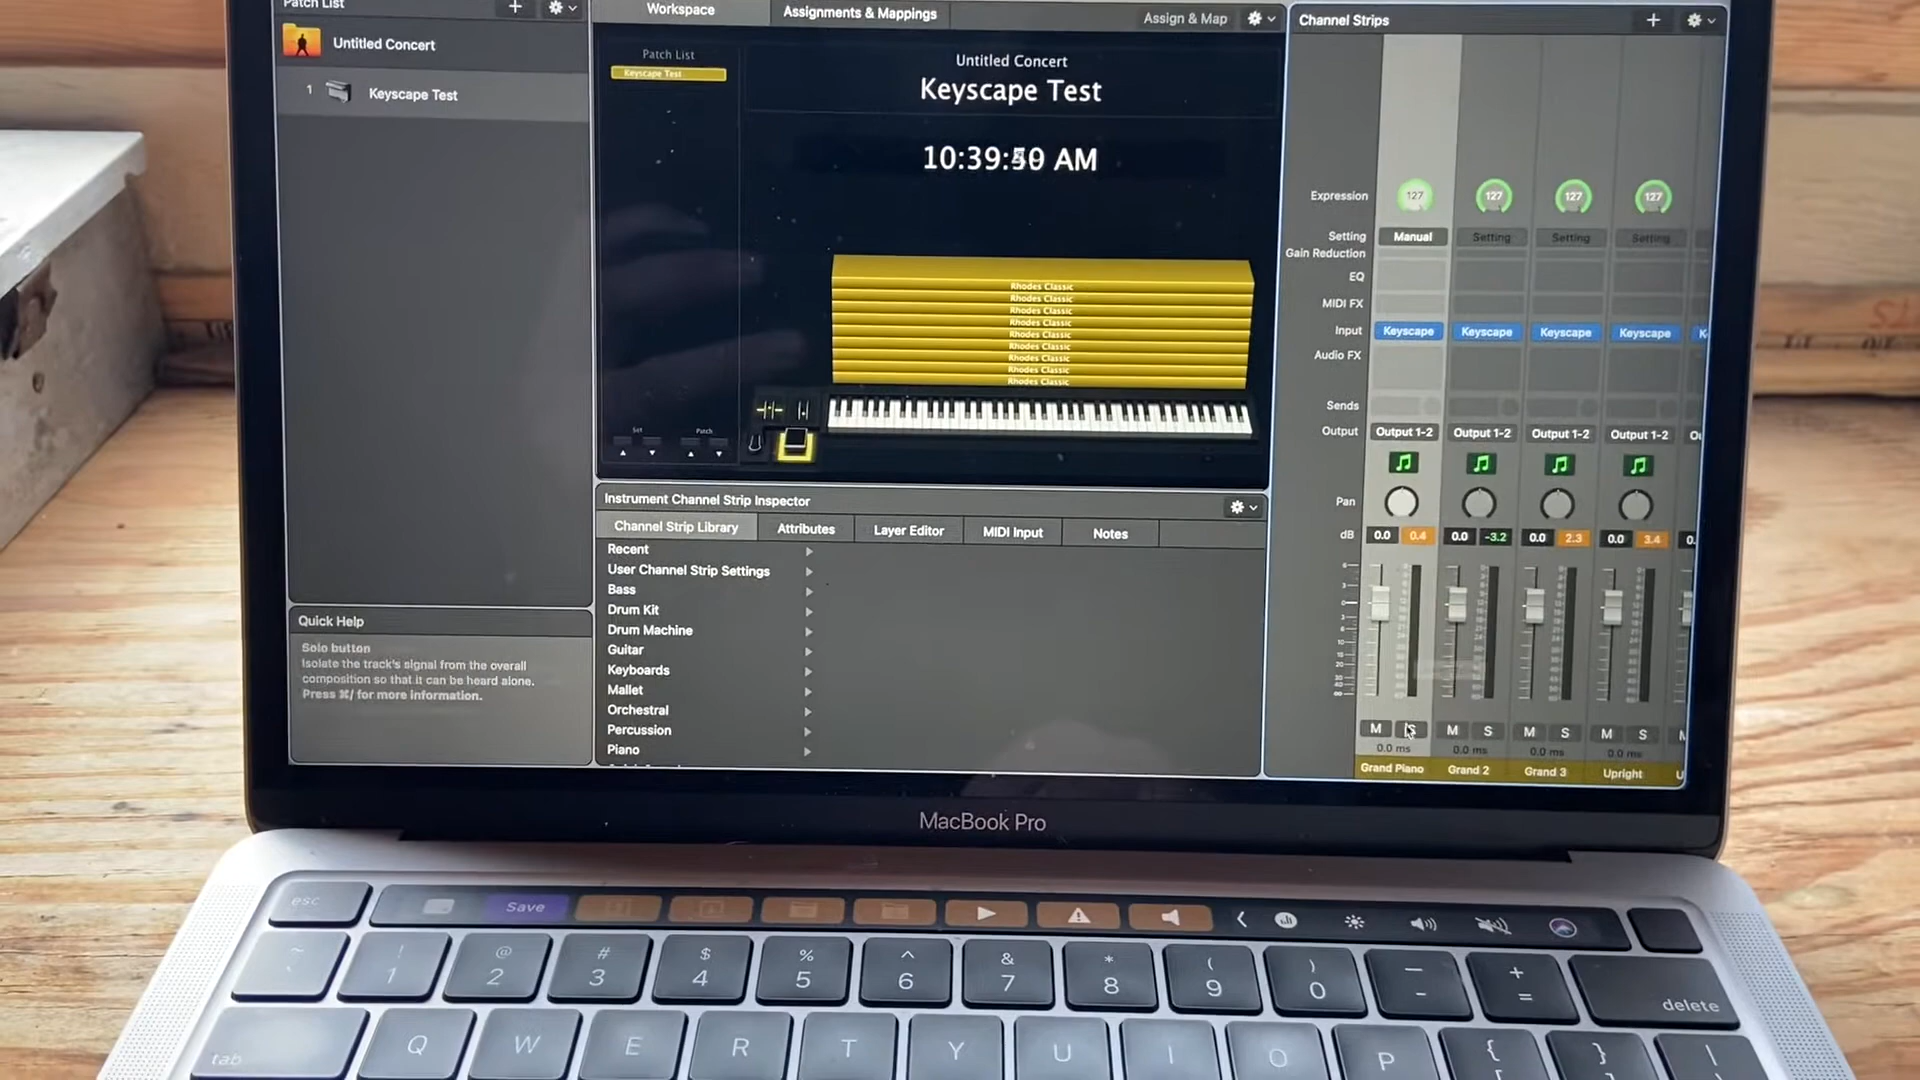 Patch List
Untitled Concert
1 Keyscape Test
Quick Help
Solo button
Isolate the track's signal from the overall
composition so that it can be heard alone.
Press ⌘/ for more information.
Workspace
Assignments & Mappings
Assign & Map
Patch List
Keyscape Test
Untitled Concert
Keyscape Test
10:39: AM
Rhodes Classic
Rhodes Classic
Rhodes Classic
Rhodes Classic
Rhodes Classic
Rhodes Classic
Rhodes Classic
Rhodes Classic
Rhodes Classic
Set Patch
Instrument Channel Strip Inspector
Channel Strip Library Attributes Layer Editor MIDI Input Notes
Recent
User Channel Strip Settings
Bass
Drum Kit
Drum Machine
Guitar
Keyboards
Mallet
Orchestral
Percussion
Piano
Channel Strips
Expression 127 127 127 127
Setting Manual Setting Setting Setting
Gain Reduction
EQ
MIDI FX
Input Keyscape Keyscape Keyscape Keyscape K
Audio FX
Sends
Output Output 1-2 Output 1-2 Output 1-2 Output 1-2 Ou
Pan
dB 0.0 0.4 0.0 -3.2 0.0 2.3 0.0 3.4 0.
M S M S M S M S M
0.0 ms 0.0 ms 0.0 ms 0.0 ms
Grand Piano Grand 2 Grand 3 Upright U
MacBook Pro
esc Save
~ ! 1 @ 2 # 3 $ 4 % 5 ^ 6 & 7 * 8 ( 9 ) 0 — - + = delete
tab Q W E R T Y U I O P { [ } ] |